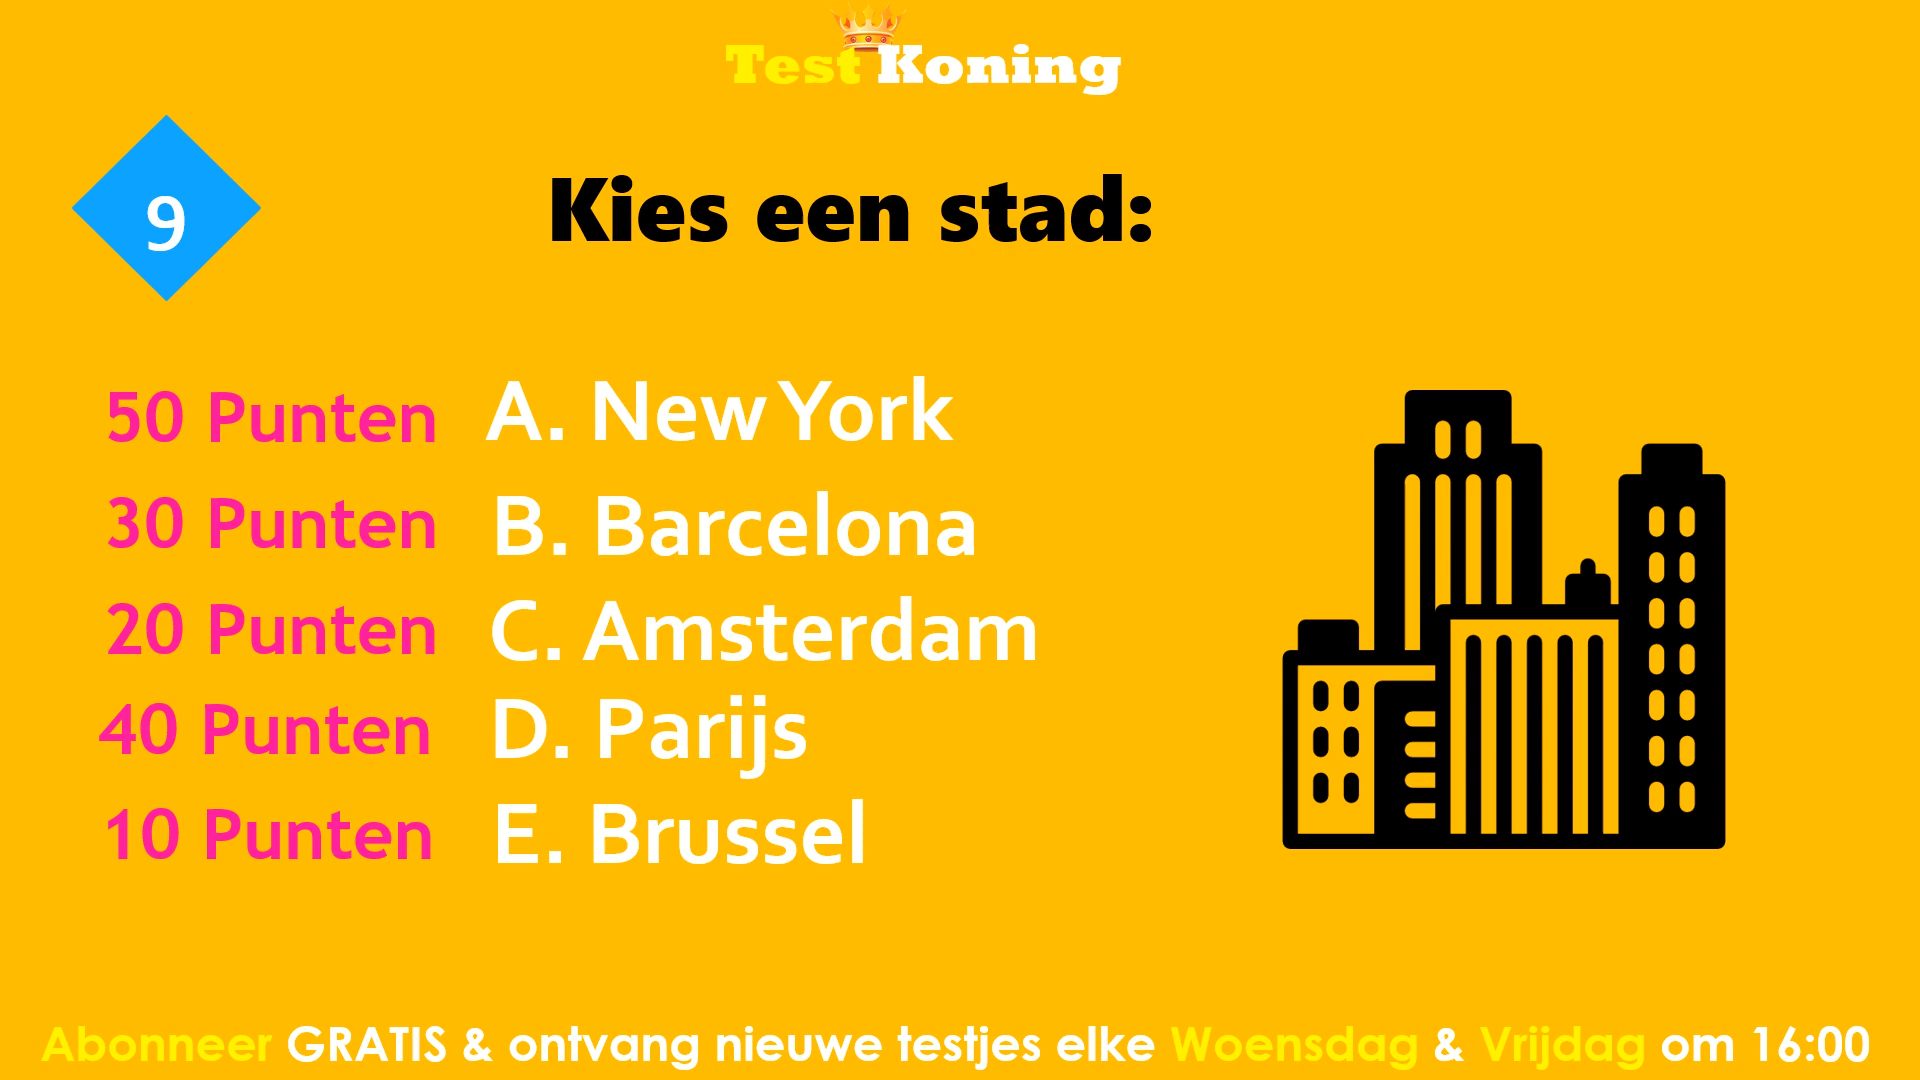 Test Koning
9
Kies een stad:
50 Punten A. New York
30 Punten B. Barcelona
20 Punten C. Amsterdam
40 Punten D. Parijs
10 Punten E. Brussel
Abonneer GRATIS & ontvang nieuwe testjes elke Woensdag & Vrijdag om 16:00